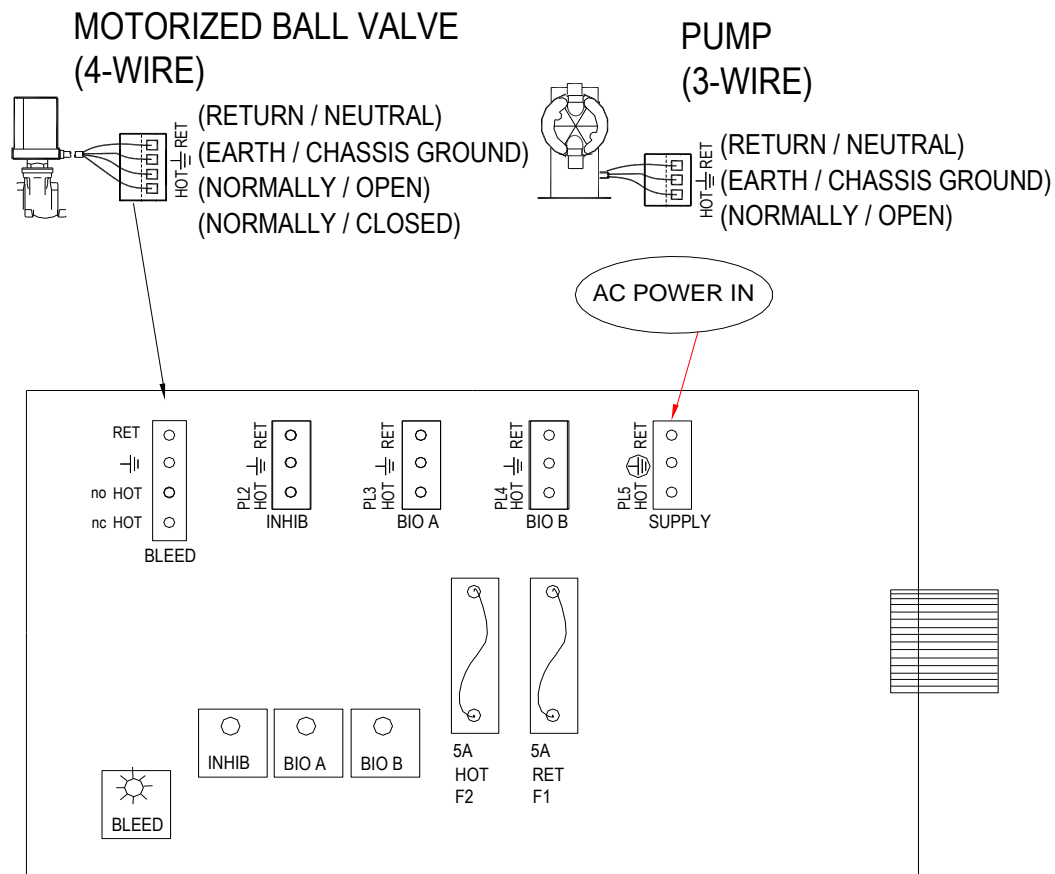 MOTORIZED BALL VALVE
(4-WIRE)
HOT RET
(RETURN / NEUTRAL)
(EARTH / CHASSIS GROUND)
(NORMALLY / OPEN)
(NORMALLY / CLOSED)
PUMP
(3-WIRE)
HOT RET
(RETURN / NEUTRAL)
(EARTH / CHASSIS GROUND)
(NORMALLY / OPEN)
AC POWER IN
RET
no HOT
nc HOT
BLEED
PL2
HOT RET
INHIB
PL3
HOT RET
BIO A
PL4
HOT RET
BIO B
PL5
HOT RET
SUPPLY
5A
HOT
F2
5A
RET
F1
INHIB
BIO A
BIO B
BLEED